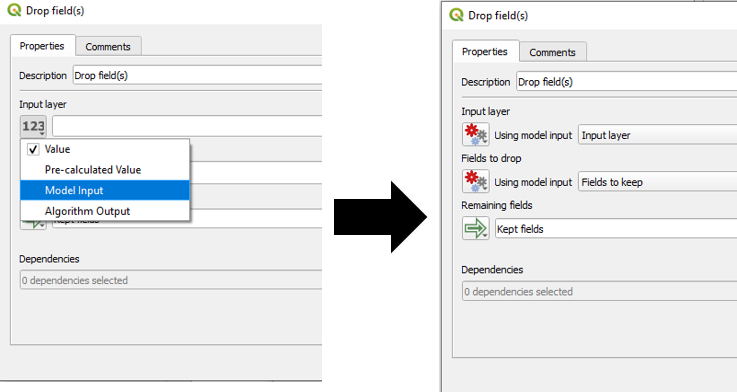 Drop field(s)
Properties
Comments
Description
Drop field(s)
Input layer
123
Value
Pre-calculated Value
Model Input
Algorithm Output
Kept fields
Dependencies
0 dependencies selected
Drop field(s)
Properties
Comments
Description
Drop field(s)
Input layer
Using model input
Input layer
Fields to drop
Using model input
Fields to keep
Remaining fields
Kept fields
Dependencies
0 dependencies selected